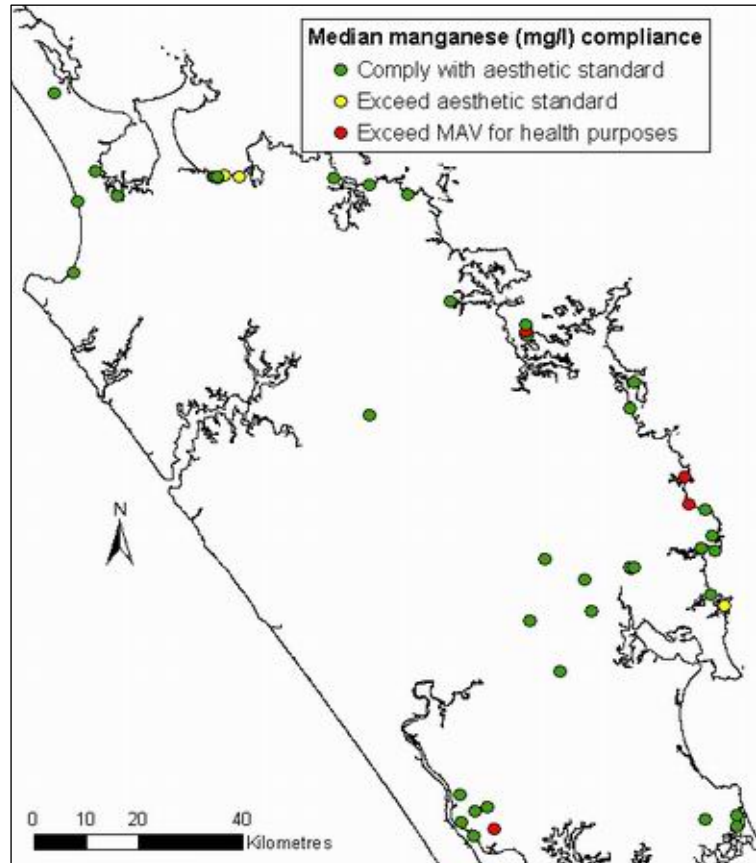 Median manganese (mg/l) compliance
Comply with aesthetic standard
Exceed aesthetic standard
Exceed MAV for health purposes
N
0 10 20 40
Kilometres